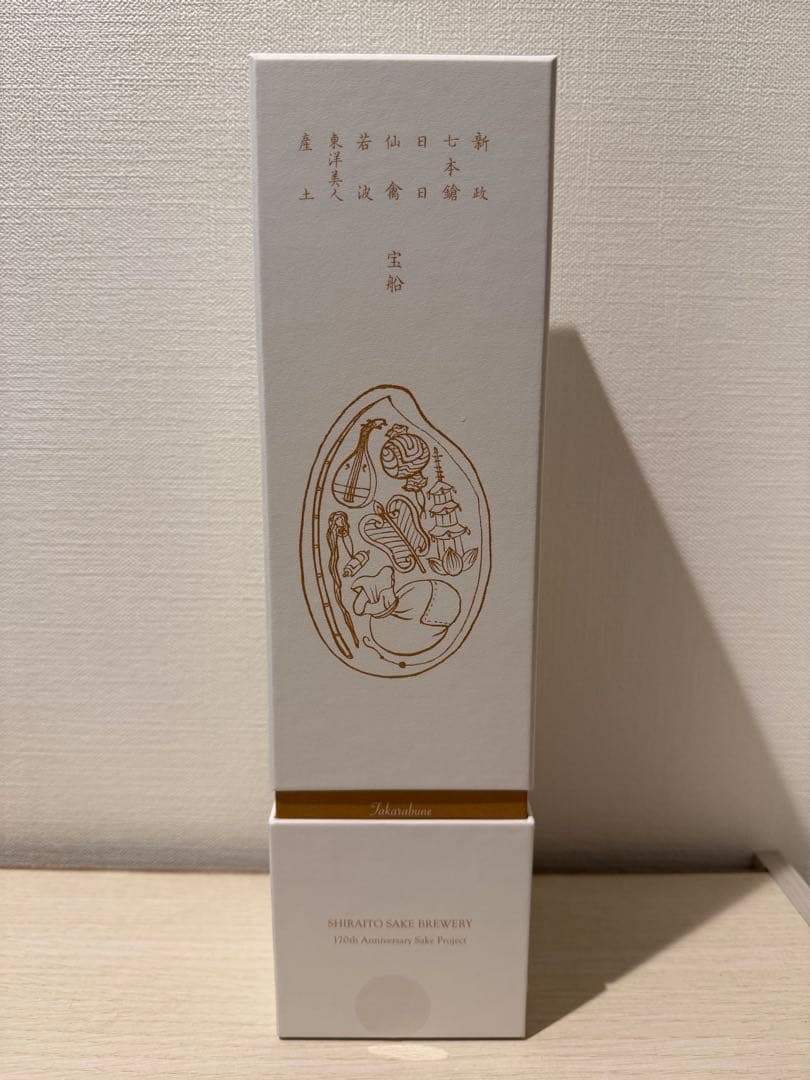 新政
七本鎗
日日
仙禽
若波
東洋美人
産土
宝船
Takarabune
SHIRAITO SAKE BREWERY
170th Anniversary Sake Project